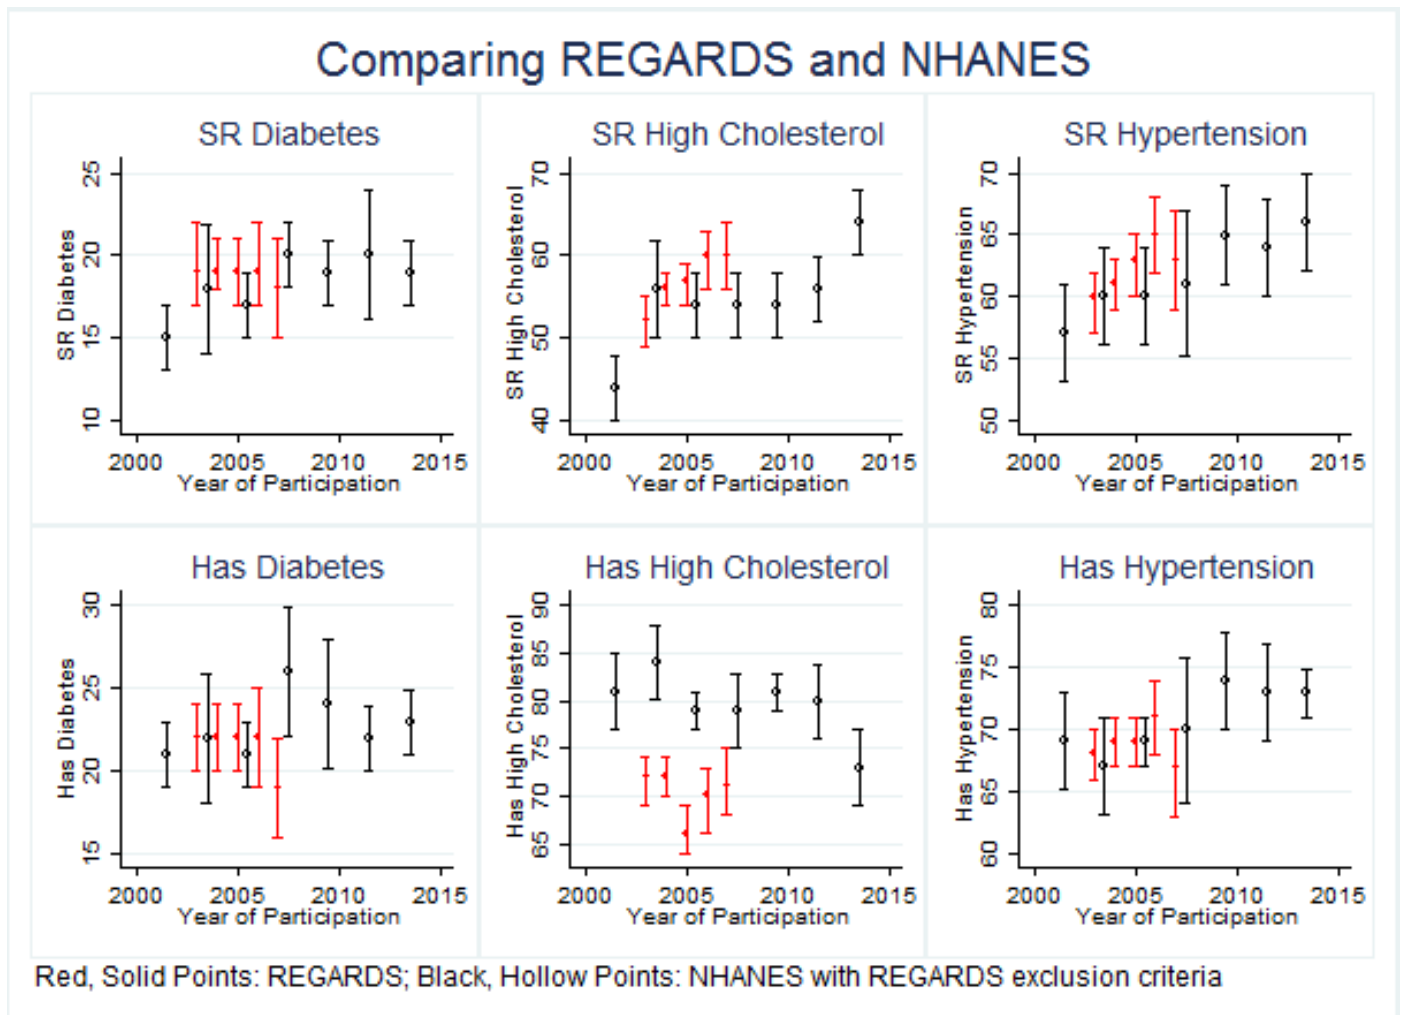 Comparing REGARDS and NHANES
SR Diabetes
SR Diabetes
25
20
15
10
2000 2005 2010 2015
Year of Participation
SR High Cholesterol
SR High Cholesterol
70
60
50
40
2000 2005 2010 2015
Year of Participation
SR Hypertension
SR Hypertension
70
65
60
55
50
2000 2005 2010 2015
Year of Participation
Has Diabetes
Has Diabetes
30
25
20
15
2000 2005 2010 2015
Year of Participation
Has High Cholesterol
Has High Cholesterol
90
85
80
75
70
65
2000 2005 2010 2015
Year of Participation
Has Hypertension
Has Hypertension
80
75
70
65
60
2000 2005 2010 2015
Year of Participation
Red, Solid Points: REGARDS; Black, Hollow Points: NHANES with REGARDS exclusion criteria